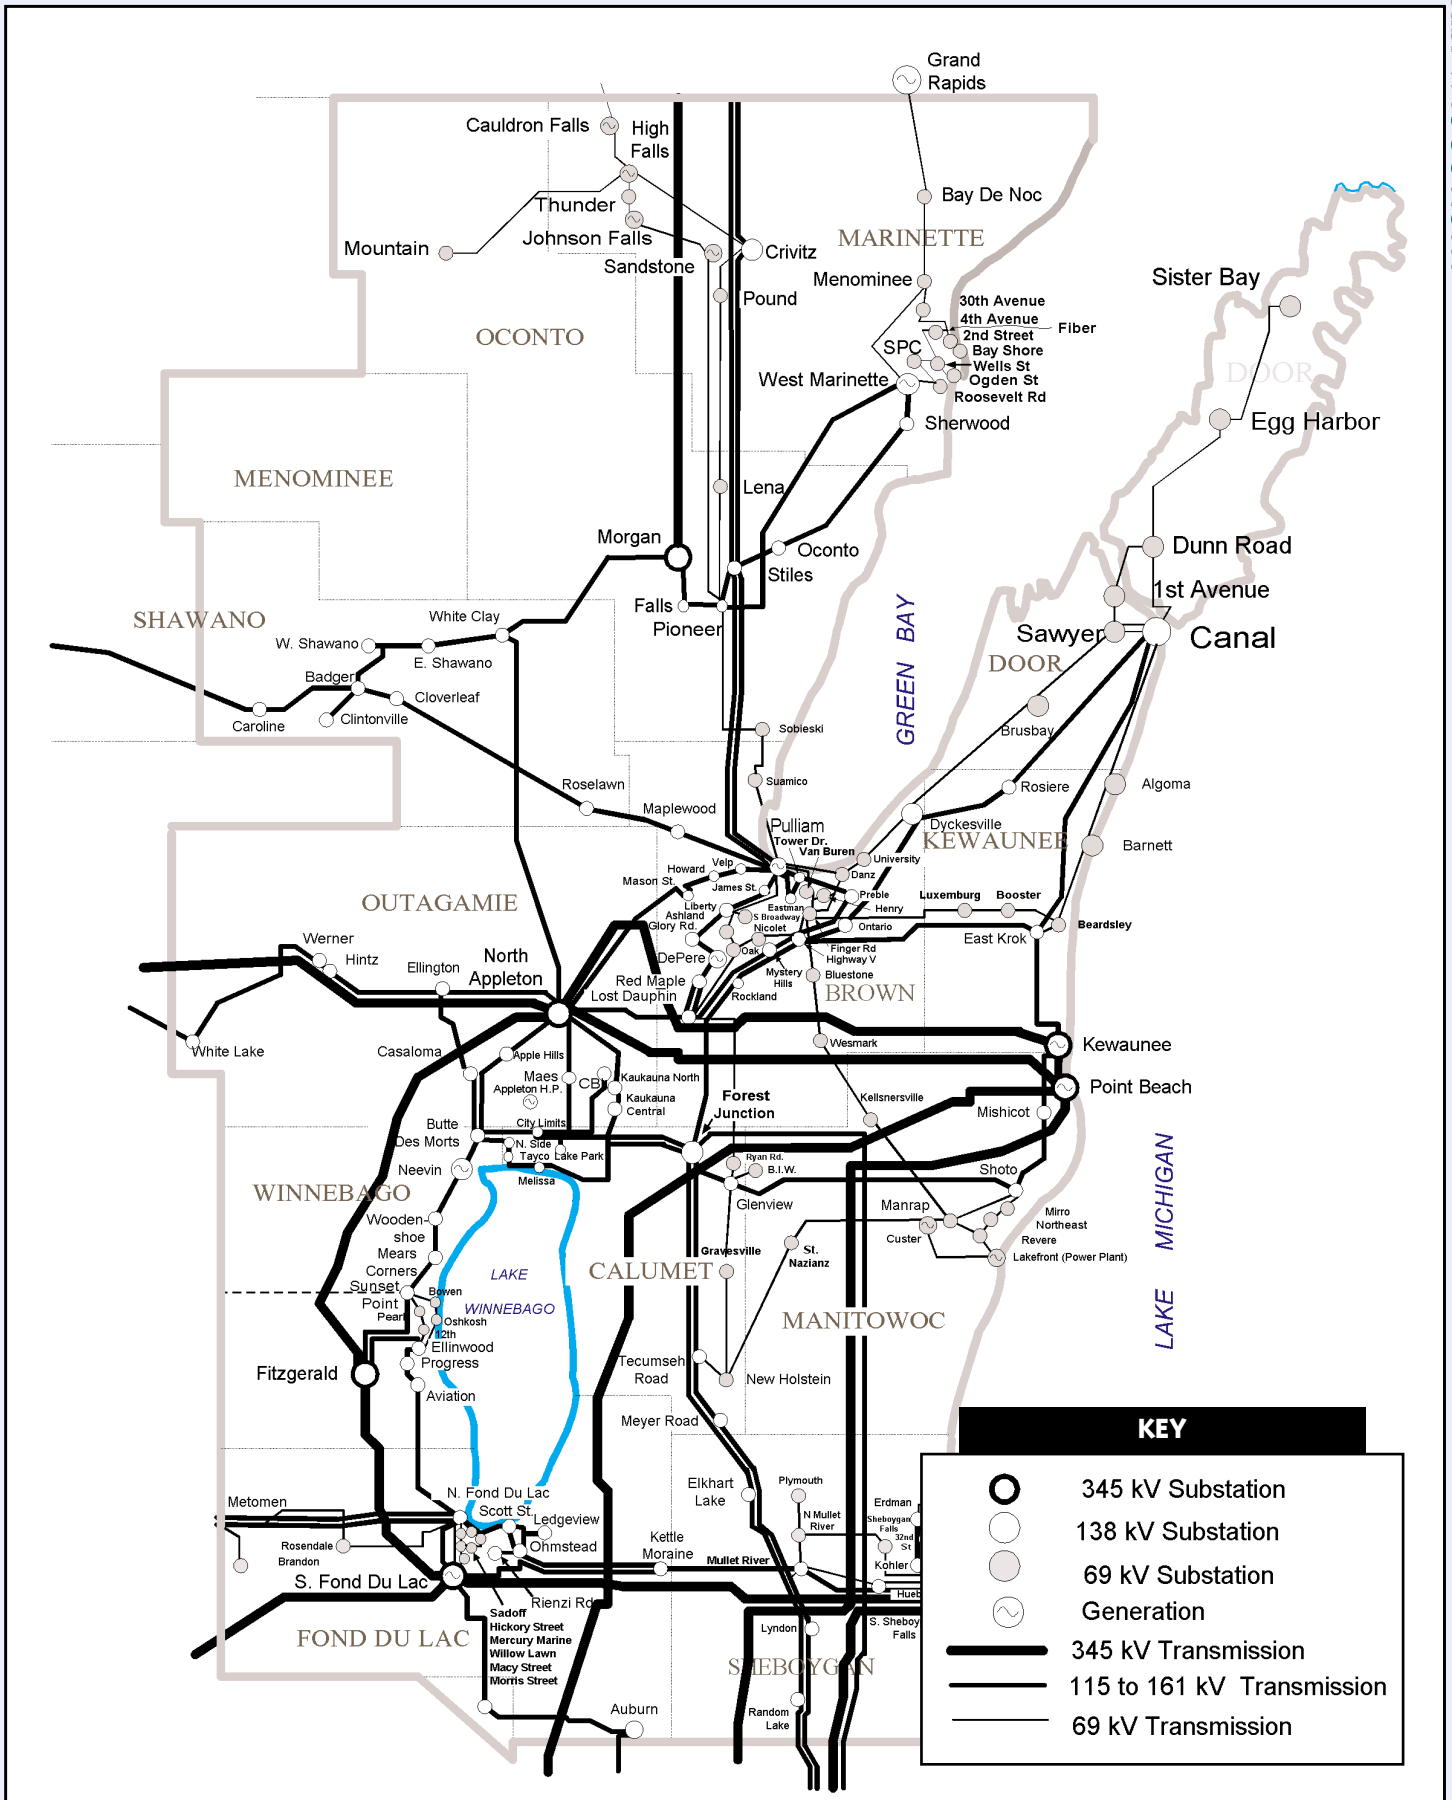 Grand
Rapids
Cauldron Falls
High
Falls
Thunder
Johnson Falls
Sandstone
Mountain
Crivitz
Pound
Bay De Noc
MARINETTE
Menominee
30th Avenue
4th Avenue
Fiber
2nd Street
SPC
Bay Shore
Wells St
Ogden St
Roosevelt Rd
West Marinette
Sherwood
Sister Bay
DOOR
Egg Harbor
OCONTO
MENOMINEE
Lena
Morgan
Oconto
Stiles
Dunn Road
1st Avenue
Sawyer
Canal
DOOR
SHAWANO
White Clay
Falls
Pioneer
W. Shawano
E. Shawano
Badger
Cloverleaf
Clintonville
Caroline
GREEN BAY
Brusbay
Sobieski
Suamico
Roselawn
Maplewood
Rosiere
Algoma
Dyckesville
KEWAUNEE
Barnett
Pulliam
Tower Dr.
Van Buren
University
Danz
Velp
Howard
Mason St.
James St.
Preble
Henry
Eastman
Liberty
Ashland
S Broadway
Glory Rd.
Nicolet
Ontario
Luxemburg
Booster
Beardsley
East Krok
OUTAGAMIE
Werner
Hintz
Ellington
North
Appleton
DePere
Oak
Finger Rd
Highway V
Mystery
Hills
Bluestone
Red Maple
Lost Dauphin
Rockland
BROWN
White Lake
Casaloma
Apple Hills
Wesmark
Kewaunee
Point Beach
Maes
CB
Kaukauna North
Appleton H.P.
Kaukauna
Central
Forest
Junction
Kellsnersville
Mishicot
Butte
Des Morts
City Limits
N. Side
Tayco
Lake Park
Neevin
Melissa
Ryan Rd.
B.I.W.
Shoto
WINNEBAGO
Glenview
Wooden-
shoe
Manrap
Custer
Mirro
Northeast
Revere
Lakefront (Power Plant)
Mears
Corners
Gravesville
St.
Nazianz
LAKE
WINNEBAGO
CALUMET
MANITOWOC
LAKE MICHIGAN
Sunset
Point
Bowen
Pearl
Oshkosh
12th
Ellinwood
Progress
Fitzgerald
Aviation
Tecumseh
Road
New Holstein
Meyer Road
N. Fond Du Lac
Scott St.
Metomen
Ledgeview
Elkhart
Lake
Plymouth
N Mullet
River
Erdman
Sheboygan
Falls
32nd
St
Rosendale
Brandon
Ohmstead
Kettle
Moraine
Mullet River
Kohler
S. Fond Du Lac
Hueb
Rienzi Rd
Sadoff
Hickory Street
Mercury Marine
Willow Lawn
Macy Street
Morris Street
FOND DU LAC
Lyndon
S. Sheboy
Falls
SHEBOYGAN
Auburn
Random
Lake
KEY
345 kV Substation
138 kV Substation
69 kV Substation
Generation
345 kV Transmission
115 to 161 kV Transmission
69 kV Transmission